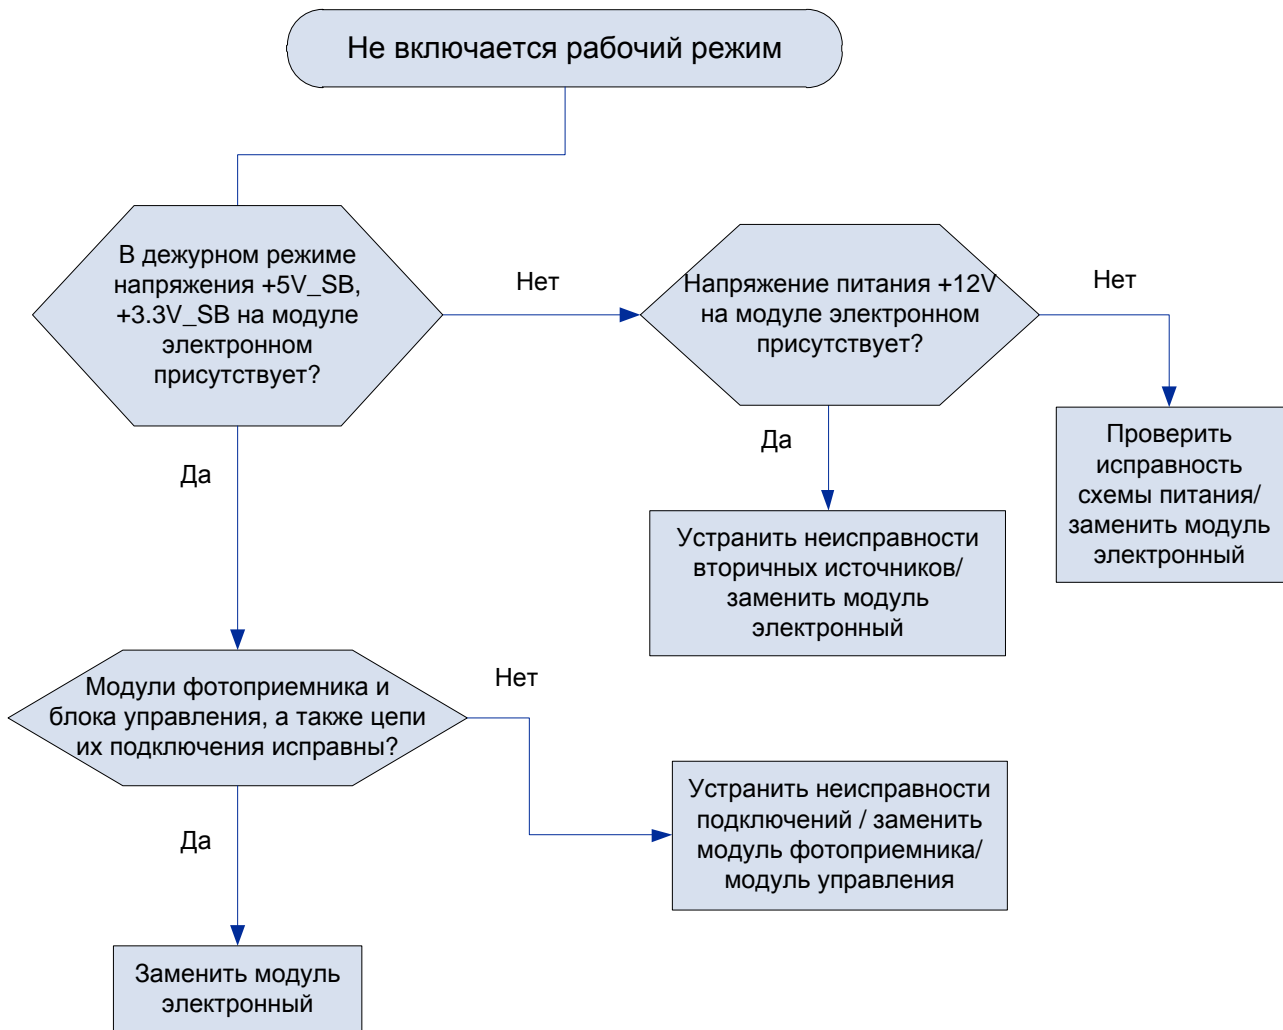 Не включается рабочий режим
В дежурном режиме
напряжения +5V_SB,
+3.3V_SB на модуле
электронном
присутствует?
Нет
Напряжение питания +12V
на модуле электронном
присутствует?
Нет
Проверить
исправность
схемы питания/
заменить модуль
электронный
Да
Устранить неисправности
вторичных источников/
заменить модуль
электронный
Да
Модули фотоприемника и
блока управления, а также цепи
их подключения исправны?
Нет
Устранить неисправности
подключений / заменить
модуль фотоприемника/
модуль управления
Да
Заменить модуль
электронный